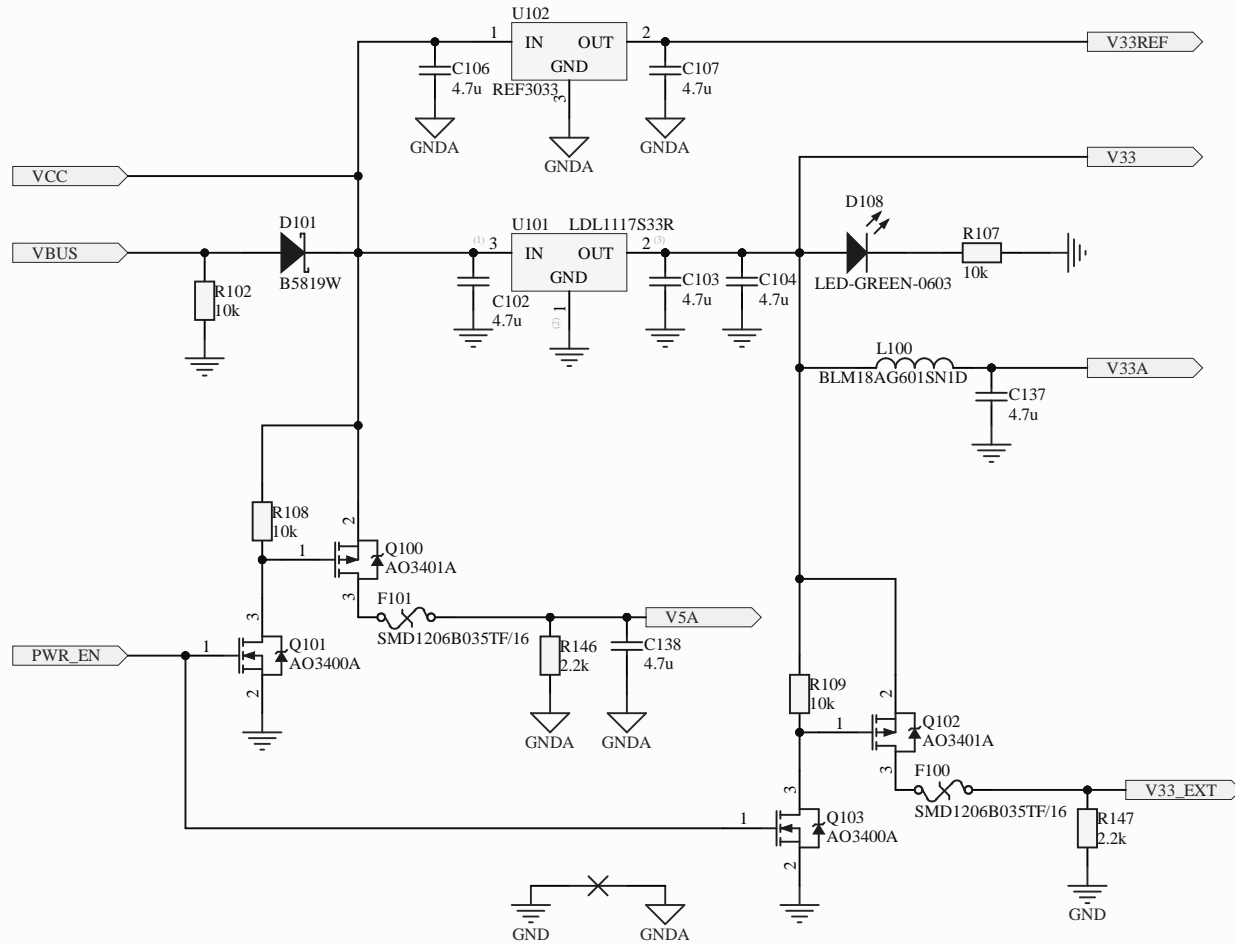 U102
1 IN OUT 2
V33REF
C106
4.7u
GND
C107
4.7u
REF3033
3
GNDA
GNDA
GNDA
V33
VCC
D101
U101 LDL1117S33R
D108
VBUS
(1) 3 IN OUT 2 (3)
R107
10k
B5819W
GND
R102
10k
C102
4.7u
C103
4.7u
C104
4.7u
LED-GREEN-0603
(2) 1
L100
BLM18AG601SN1D
V33A
C137
4.7u
R108
10k
2
1
Q100
AO3401A
3
F101
SMD1206B035TF/16
V5A
3
PWR_EN
1
Q101
AO3400A
2
R146
2.2k
C138
4.7u
GNDA
GNDA
R109
10k
2
1
Q102
AO3401A
3
F100
SMD1206B035TF/16
V33_EXT
3
1
Q103
AO3400A
2
R147
2.2k
GND
GND
GNDA